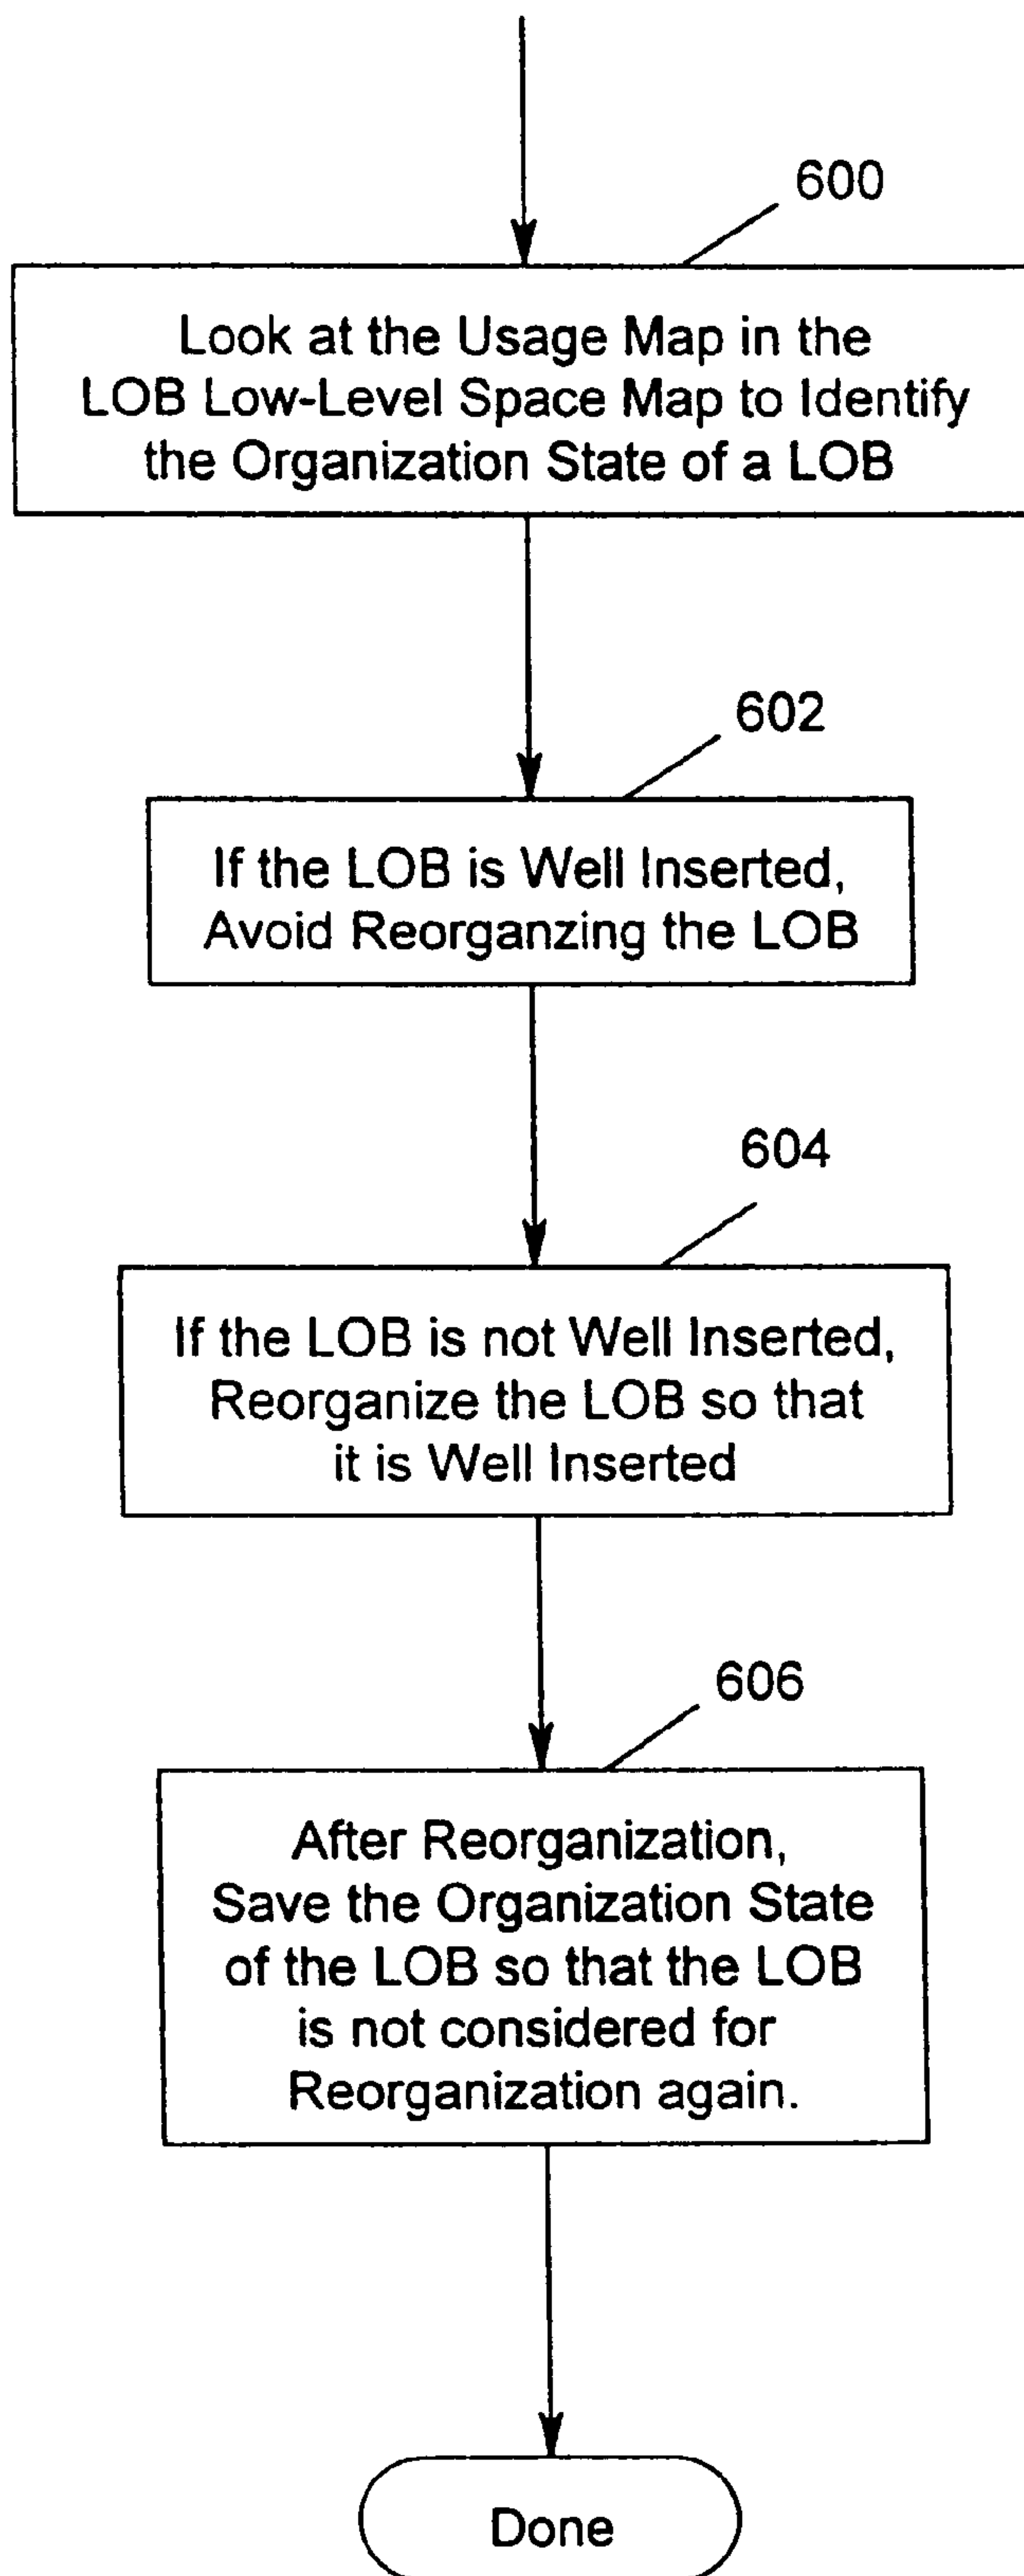 600
Look at the Usage Map in the
LOB Low-Level Space Map to Identify
the Organization State of a LOB
602
If the LOB is Well Inserted,
Avoid Reorganzing the LOB
604
If the LOB is not Well Inserted,
Reorganize the LOB so that
it is Well Inserted
606
After Reorganization,
Save the Organization State
of the LOB so that the LOB
is not considered for
Reorganization again.
Done